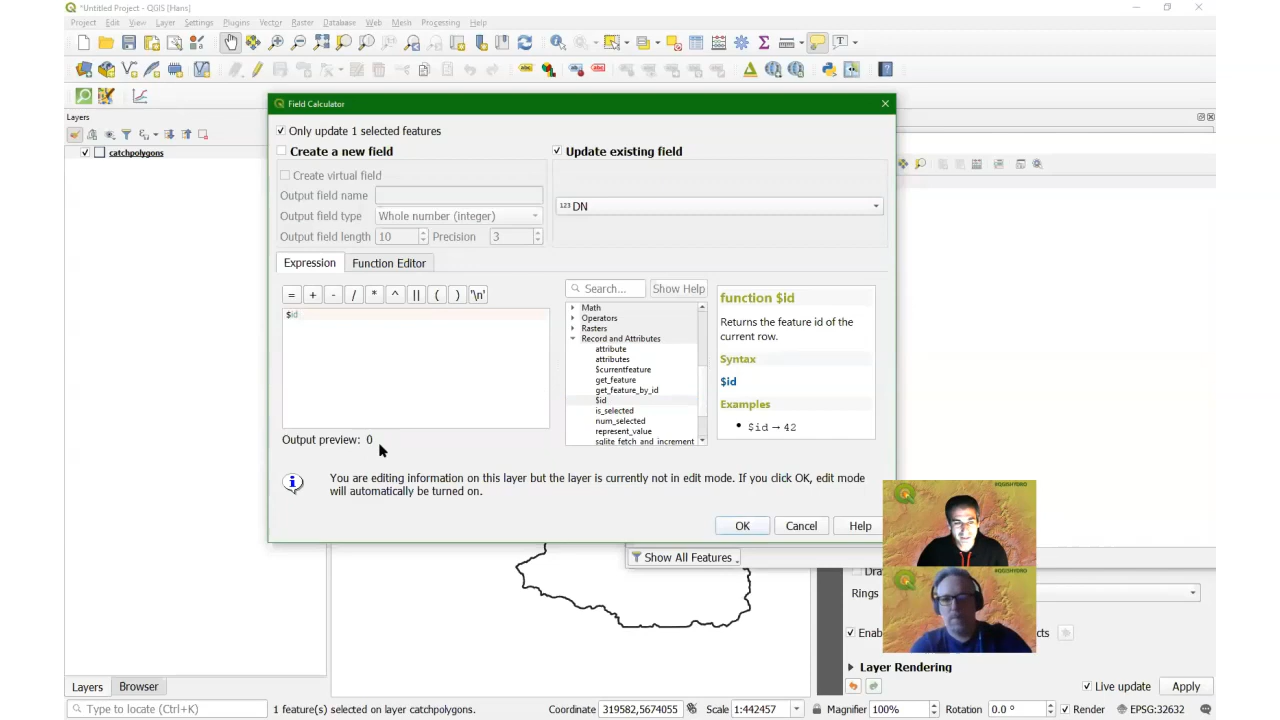 *Untitled Project - QGIS [Hans]
Project Edit View Layer Settings Plugins Vector Raster Database Web Mesh Processing Help
Layers
catchpolygons
Field Calculator
Only update 1 selected features
Create a new field
Update existing field
Create virtual field
Output field name
123 DN
Output field type Whole number (integer)
Output field length 10 Precision 3
Expression Function Editor
= + - / * ^ || ( ) '\n'
Search... Show Help
$id
Math
Operators
Rasters
Record and Attributes
attribute
attributes
$currentfeature
get_feature
get_feature_by_id
$id
is_selected
num_selected
represent_value
sqlite_fetch_and_increment
function $id
Returns the feature id of the
current row.
Syntax
$id
Examples
$id → 42
Output preview: 0
You are editing information on this layer but the layer is currently not in edit mode. If you click OK, edit mode
will automatically be turned on.
OK Cancel Help
Show All Features
Dra
Rings
Enab
cts
Layer Rendering
Layers Browser
Live update Apply
Type to locate (Ctrl+K) 1 feature(s) selected on layer catchpolygons. Coordinate 319582,5674055 Scale 1:442457 Magnifier 100% Rotation 0.0 ° Render EPSG:32632